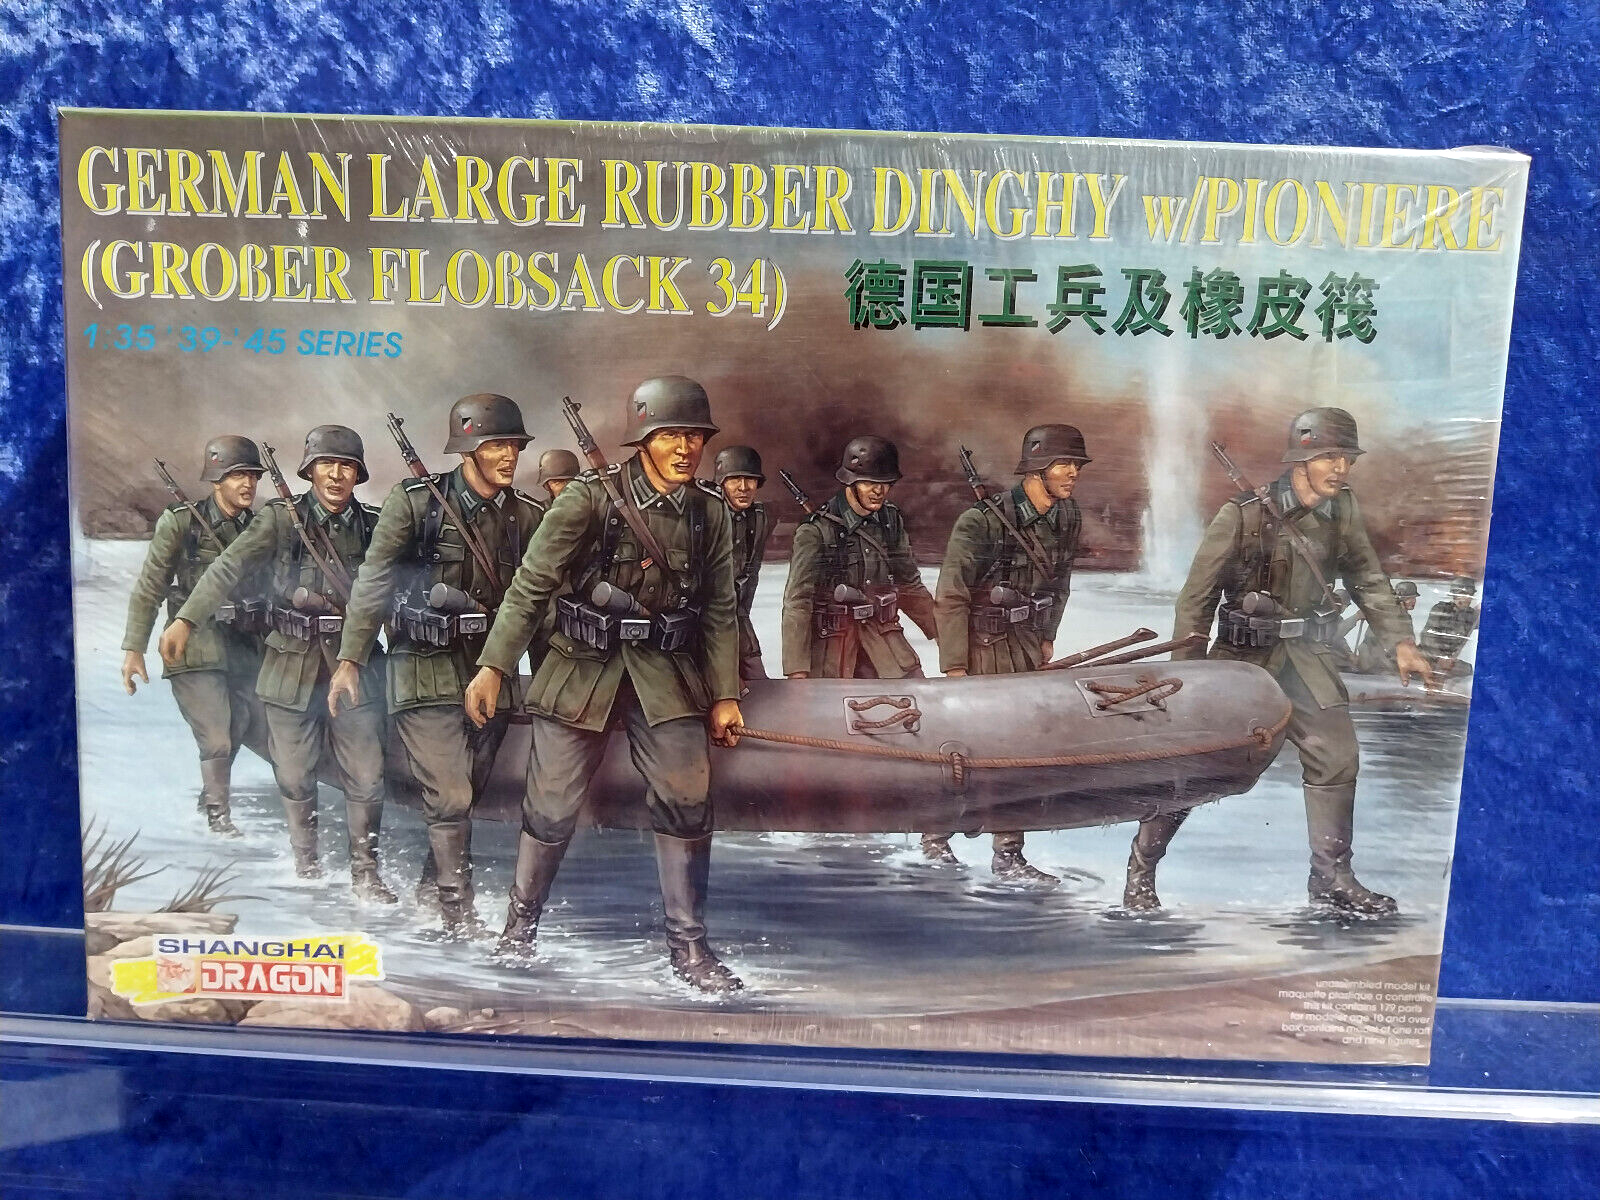 GERMAN LARGE RUBBER DINGHY w/PIONIERE
(GROßER FLOßSACK 34) 德国工兵及橡皮筏
1:35 '39-'45 SERIES
SHANGHAI
DRAGON
unassembled model kit
maquette plastique a construire
this kit contains 179 parts
for modeler age 10 and over
box contains model of one raft
and nine figures